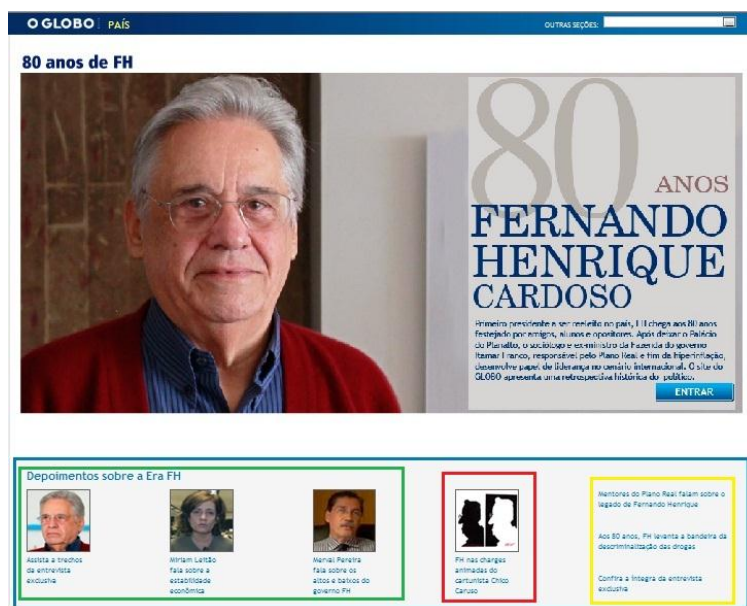 O GLOBO PAÍS
OUTRAS SEÇÕES:
80 anos de FH
80
ANOS
FERNANDO
HENRIQUE
CARDOSO
Primeiro presidente a ser reeleito no país, FH chega aos 80 anos
festejado por amigos, alunos e opositores. Após deixar o Palácio
do Planalto, o sociólogo e ex-ministro da Fazenda do governo
Itamar Franco, responsável pelo Plano Real e fim da hiperinflação,
desenvolve papel de liderança no cenário internacional. O site do
GLOBO apresenta uma retrospectiva histórica do político.
ENTRAR
Depoimentos sobre a Era FH
Assista a trechos
da entrevista
exclusiva
Miriam Leitão
fala sobre a
estabilidade
econômica
Merval Pereira
fala sobre os
altos e baixos do
governo FH
FH nas charges
animadas do
cartunista Chico
Caruso
Mentores do Plano Real falam sobre o
legado de Fernando Henrique
Aos 80 anos, FH levanta a bandeira da
descriminalização das drogas
Confira a íntegra da entrevista
exclusiva